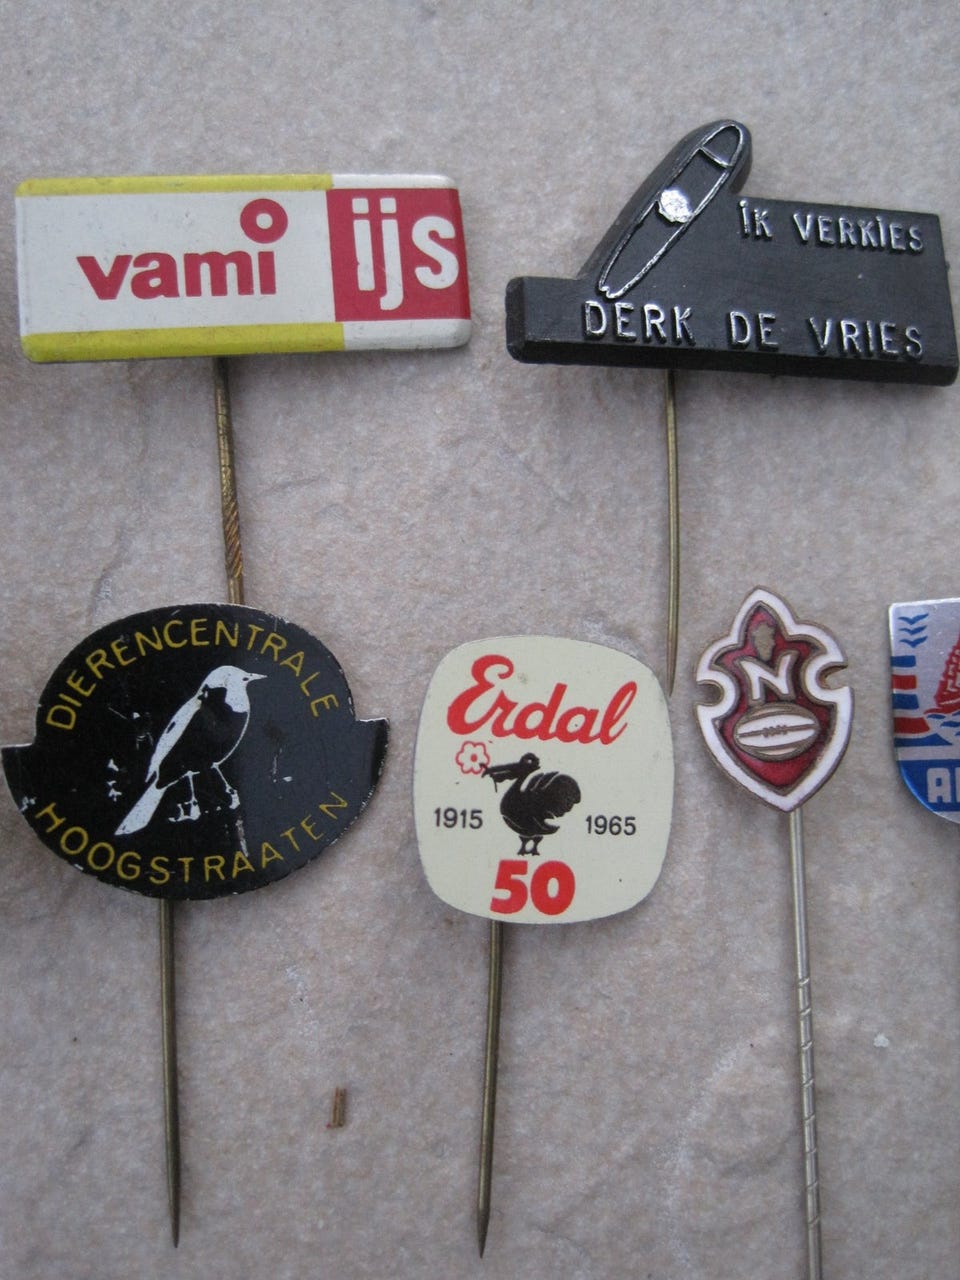 vami ijs
iK VERKiES
DERK DE VRIES
DIERENCENTRALE
HOOGSTRAATEN
Erdal
1915 1965
50
N